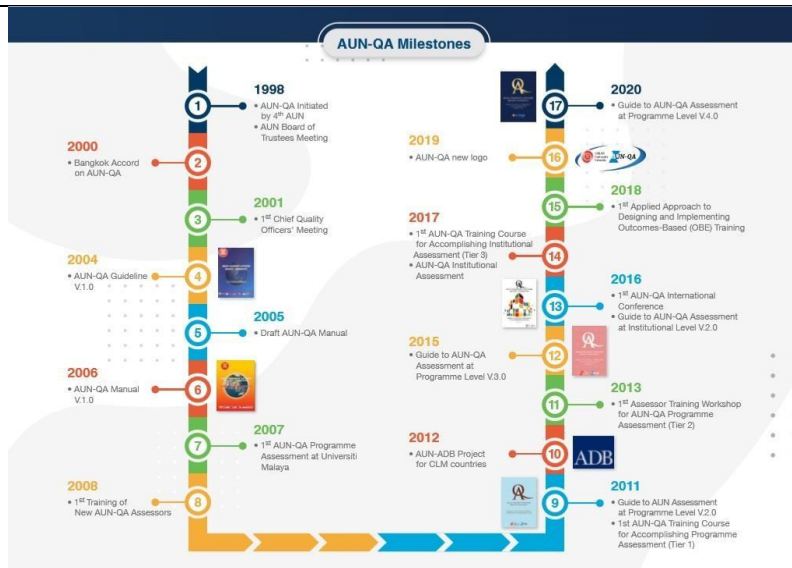 AUN-QA Milestones
1
1998
• AUN-QA Initiated
by 4th AUN
• AUN Board of
Trustees Meeting
2000
• Bangkok Accord
on AUN-QA
2
3
2001
• 1st Chief Quality
Officers' Meeting
2004
• AUN-QA Guideline
V.1.0
4
5
2005
• Draft AUN-QA Manual
2006
• AUN-QA Manual
V.1.0
6
7
2007
• 1st AUN-QA Programme
Assessment at Universiti
Malaya
2008
• 1st Training of
New AUN-QA Assessors
8
9
2011
• Guide to AUN Assessment
at Programme Level V.2.0
• 1st AUN-QA Training Course
for Accomplishing Programme
Assessment (Tier 1)
2012
• AUN-ADB Project
for CLM countries
10
ADB
11
2013
• 1st Assessor Training Workshop
for AUN-QA Programme
Assessment (Tier 2)
2015
• Guide to AUN-QA
Assessment at
Programme Level V.3.0
12
13
2016
• 1st AUN-QA International
Conference
• Guide to AUN-QA Assessment
at Institutional Level V.2.0
2017
• 1st AUN-QA Training Course
for Accomplishing Institutional
Assessment (Tier 3)
• AUN-QA Institutional
Assessment
14
15
2018
• 1st Applied Approach to
Designing and Implementing
Outcomes-Based (OBE) Training
2019
• AUN-QA new logo
16
UN-QA
17
2020
• Guide to AUN-QA Assessment
at Programme Level V.4.0